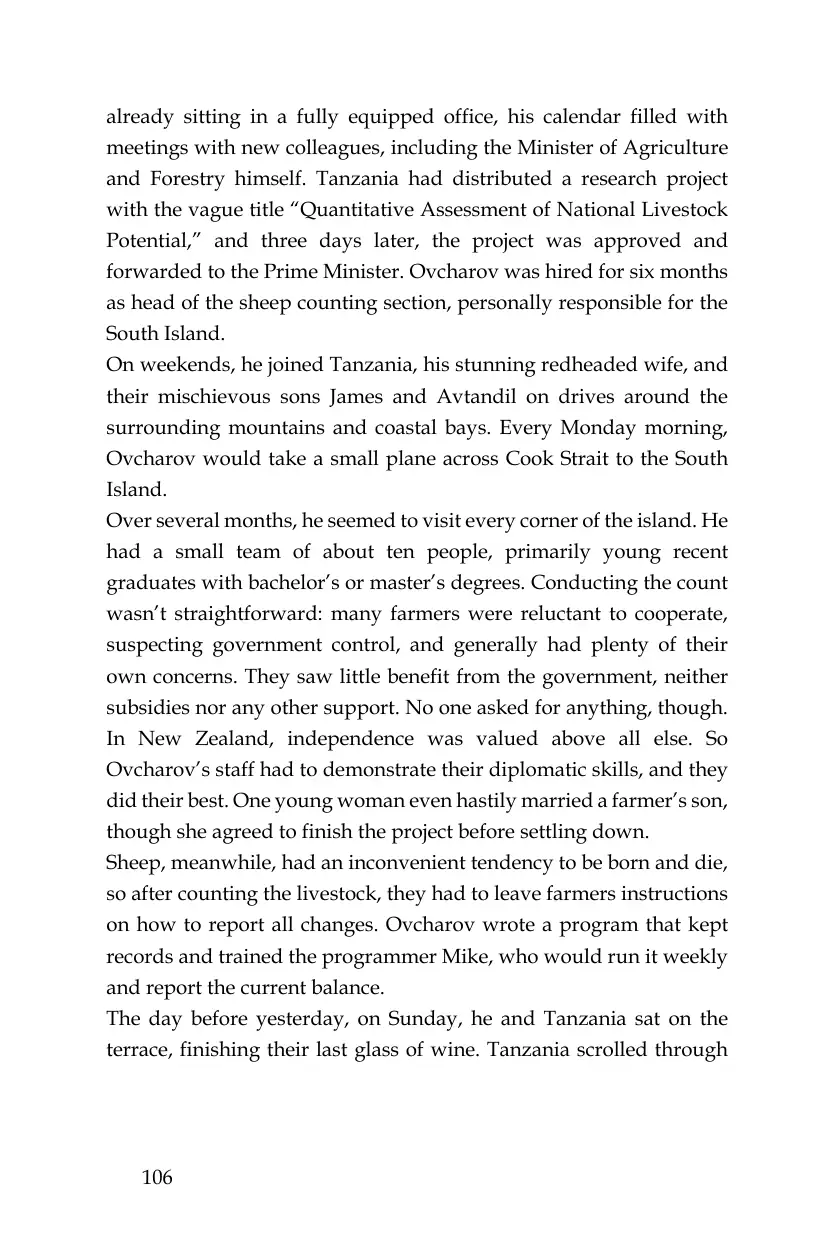 already sitting in a fully equipped office, his calendar filled with
meetings with new colleagues, including the Minister of Agriculture
and Forestry himself. Tanzania had distributed a research project
with the vague title “Quantitative Assessment of National Livestock
Potential,” and three days later, the project was approved and
forwarded to the Prime Minister. Ovcharov was hired for six months
as head of the sheep counting section, personally responsible for the
South Island.
On weekends, he joined Tanzania, his stunning redheaded wife, and
their mischievous sons James and Avtandil on drives around the
surrounding mountains and coastal bays. Every Monday morning,
Ovcharov would take a small plane across Cook Strait to the South
Island.
Over several months, he seemed to visit every corner of the island. He
had a small team of about ten people, primarily young recent
graduates with bachelor’s or master’s degrees. Conducting the count
wasn’t straightforward: many farmers were reluctant to cooperate,
suspecting government control, and generally had plenty of their
own concerns. They saw little benefit from the government, neither
subsidies nor any other support. No one asked for anything, though.
In New Zealand, independence was valued above all else. So
Ovcharov’s staff had to demonstrate their diplomatic skills, and they
did their best. One young woman even hastily married a farmer’s son,
though she agreed to finish the project before settling down.
Sheep, meanwhile, had an inconvenient tendency to be born and die,
so after counting the livestock, they had to leave farmers instructions
on how to report all changes. Ovcharov wrote a program that kept
records and trained the programmer Mike, who would run it weekly
and report the current balance.
The day before yesterday, on Sunday, he and Tanzania sat on the
terrace, finishing their last glass of wine. Tanzania scrolled through
106